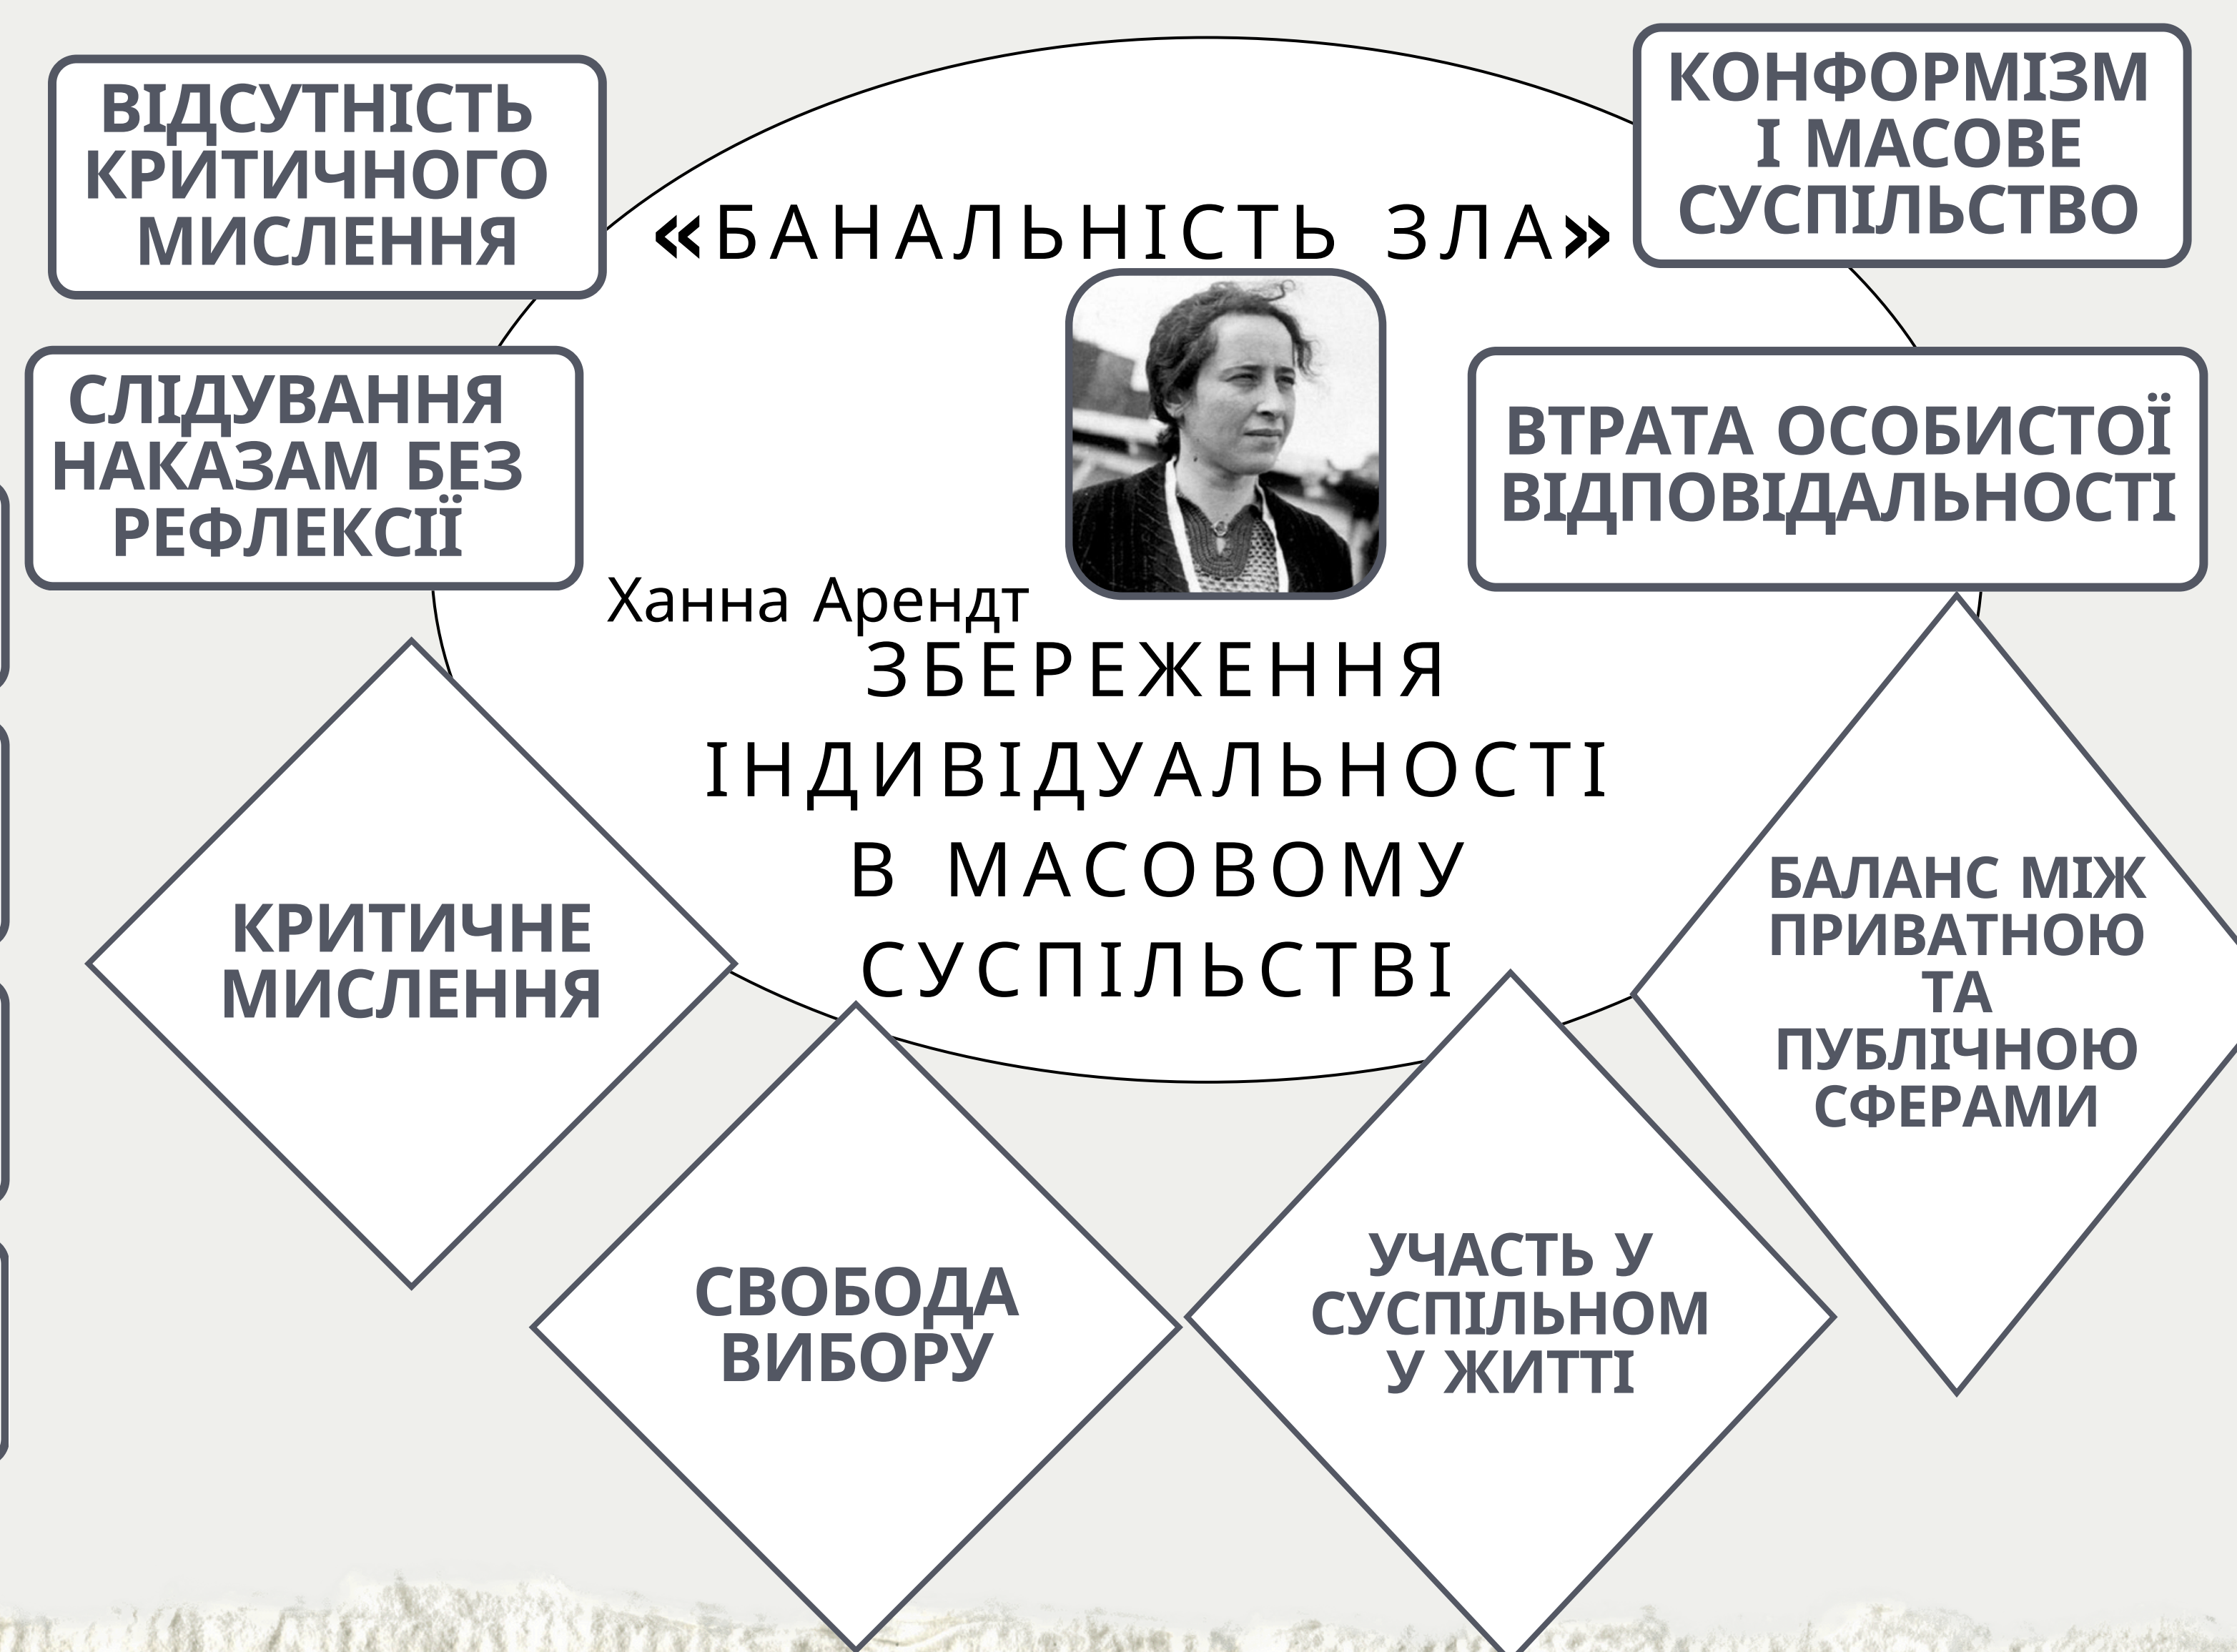 ВІДСУТНІСТЬ
КРИТИЧНОГО
МИСЛЕННЯ
КОНФОРМІЗМ
І МАСОВЕ
СУСПІЛЬСТВО
«БАНАЛЬНІСТЬ ЗЛА»
СЛІДУВАННЯ
НАКАЗАМ БЕЗ
РЕФЛЕКСІЇ
ВТРАТА ОСОБИСТОЇ
ВІДПОВІДАЛЬНОСТІ
Ханна Арендт
ЗБЕРЕЖЕННЯ
ІНДИВІДУАЛЬНОСТІ
В МАСОВОМУ
СУСПІЛЬСТВІ
КРИТИЧНЕ
МИСЛЕННЯ
СВОБОДА
ВИБОРУ
УЧАСТЬ У
СУСПІЛЬНОМ
У ЖИТТІ
БАЛАНС МІЖ
ПРИВАТНОЮ
ТА
ПУБЛІЧНОЮ
СФЕРАМИ